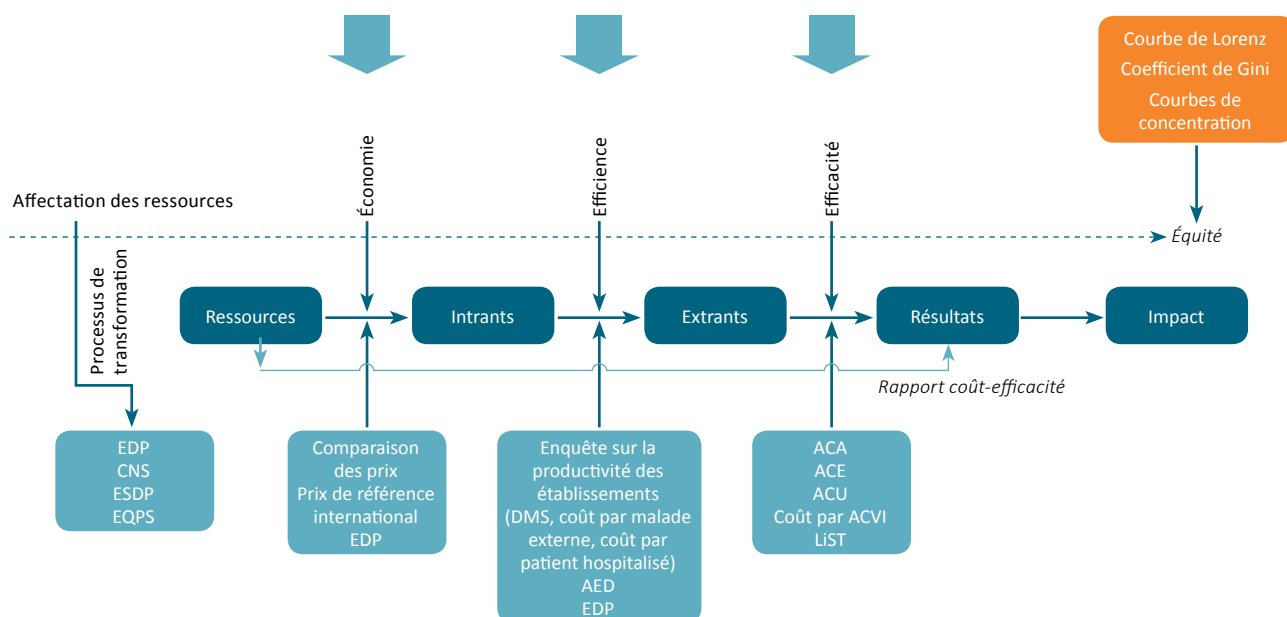 Courbe de Lorenz
Coefficient de Gini
Courbes de
concentration
Économie
Efficience
Efficacité
Affectation des ressources
Équité
Processus de
transformation
Ressources
Intrants
Extrants
Résultats
Impact
Rapport coût-efficacité
EDP
CNS
ESDP
EQPS
Comparaison
des prix
Prix de référence
international
EDP
Enquête sur la
productivité des
établissements
(DMS, coût par malade
externe, coût par
patient hospitalisé)
AED
EDP
ACA
ACE
ACU
Coût par ACVI
LiST